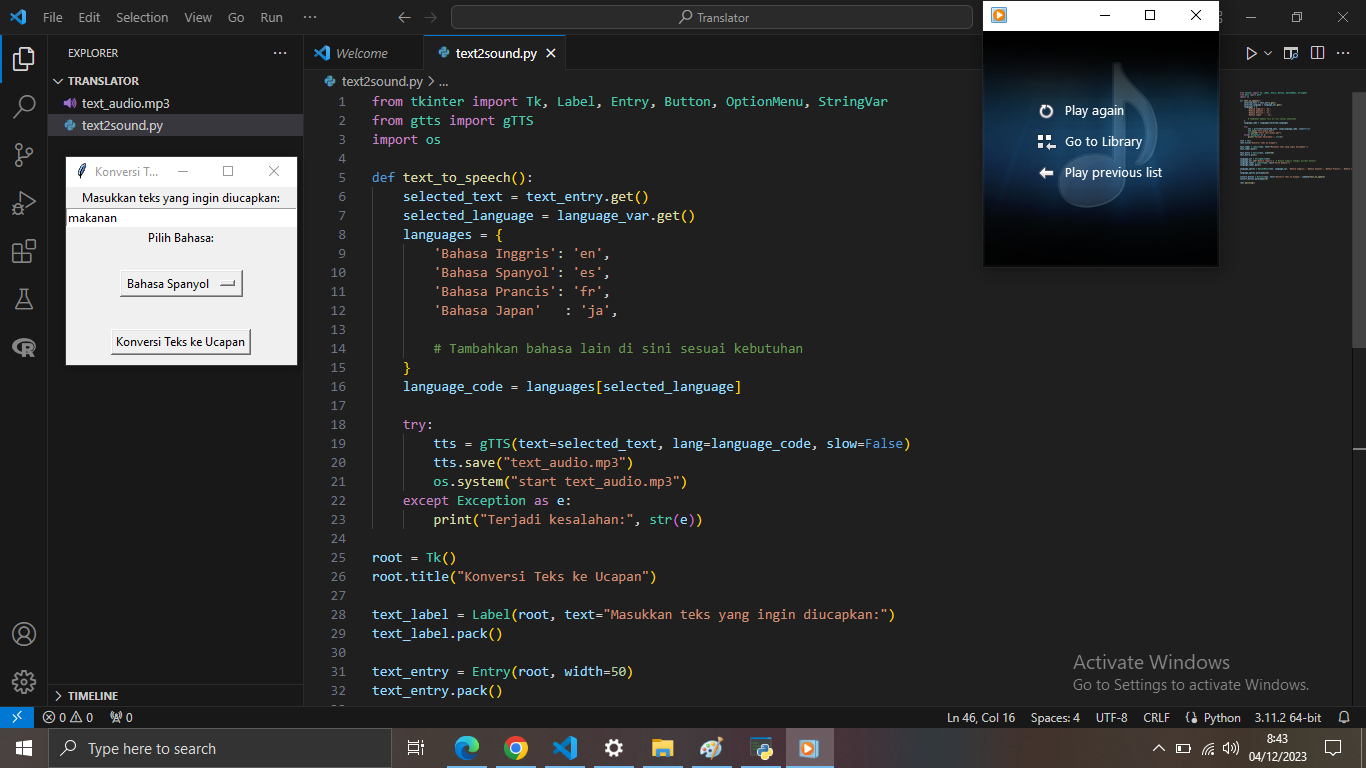 File Edit Selection View Go Run ···
Translator
EXPLORER ···
TRANSLATOR
text_audio.mp3
text2sound.py
Konversi T...
Masukkan teks yang ingin diucapkan:
makanan
Pilih Bahasa:
Bahasa Spanyol
Konversi Teks ke Ucapan
TIMELINE
Welcome
text2sound.py
text2sound.py > ...
1 from tkinter import Tk, Label, Entry, Button, OptionMenu, StringVar
2 from gtts import gTTS
3 import os
4
5 def text_to_speech():
6     selected_text = text_entry.get()
7     selected_language = language_var.get()
8     languages = {
9         'Bahasa Inggris': 'en',
10         'Bahasa Spanyol': 'es',
11         'Bahasa Prancis': 'fr',
12         'Bahasa Japan'   : 'ja',
13
14         # Tambahkan bahasa lain di sini sesuai kebutuhan
15     }
16     language_code = languages[selected_language]
17
18     try:
19         tts = gTTS(text=selected_text, lang=language_code, slow=False)
20         tts.save("text_audio.mp3")
21         os.system("start text_audio.mp3")
22     except Exception as e:
23         print("Terjadi kesalahan:", str(e))
24
25 root = Tk()
26 root.title("Konversi Teks ke Ucapan")
27
28 text_label = Label(root, text="Masukkan teks yang ingin diucapkan:")
29 text_label.pack()
30
31 text_entry = Entry(root, width=50)
32 text_entry.pack()
Play again
Go to Library
Play previous list
Activate Windows
Go to Settings to activate Windows.
0 0 0
Ln 46, Col 16 Spaces: 4 UTF-8 CRLF Python 3.11.2 64-bit
Type here to search
8:43
04/12/2023